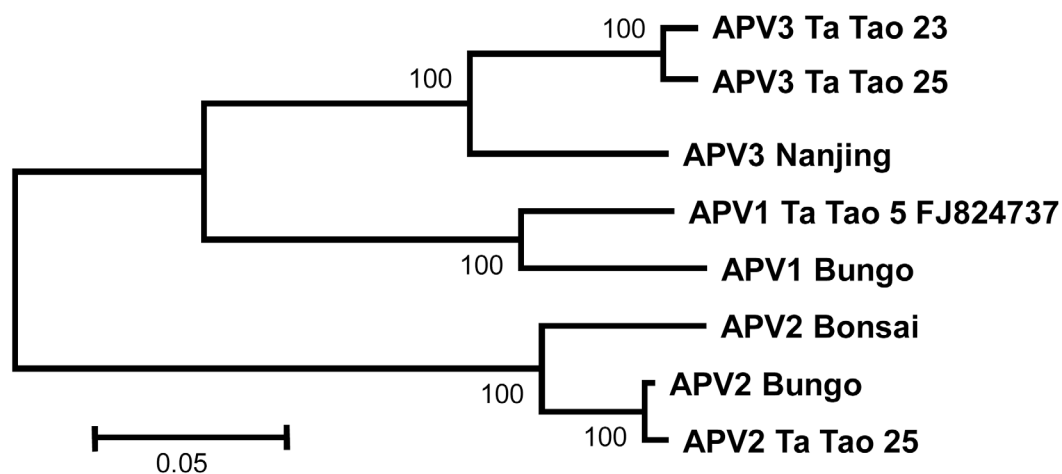 100
APV3 Ta Tao 23
100
APV3 Ta Tao 25
APV3 Nanjing
APV1 Ta Tao 5 FJ824737
100
APV1 Bungo
APV2 Bonsai
100
APV2 Bungo
100
APV2 Ta Tao 25
0.05